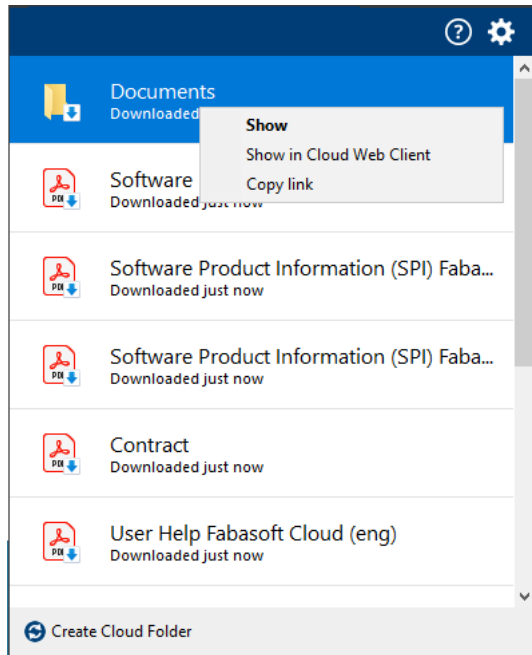 Documents
Downloaded
Show
Show in Cloud Web Client
Copy link
Software
Downloaded just now
Software Product Information (SPI) Faba...
Downloaded just now
Software Product Information (SPI) Faba...
Downloaded just now
Contract
Downloaded just now
User Help Fabasoft Cloud (eng)
Downloaded just now
Create Cloud Folder